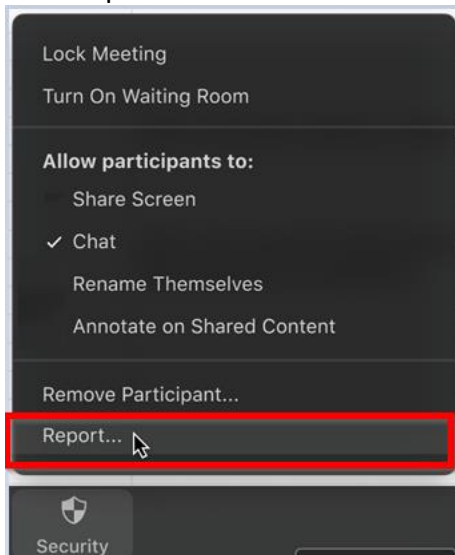 Lock Meeting
Turn On Waiting Room
Allow participants to:
Share Screen
✓ Chat
Rename Themselves
Annotate on Shared Content
Remove Participant...
Report...
Security